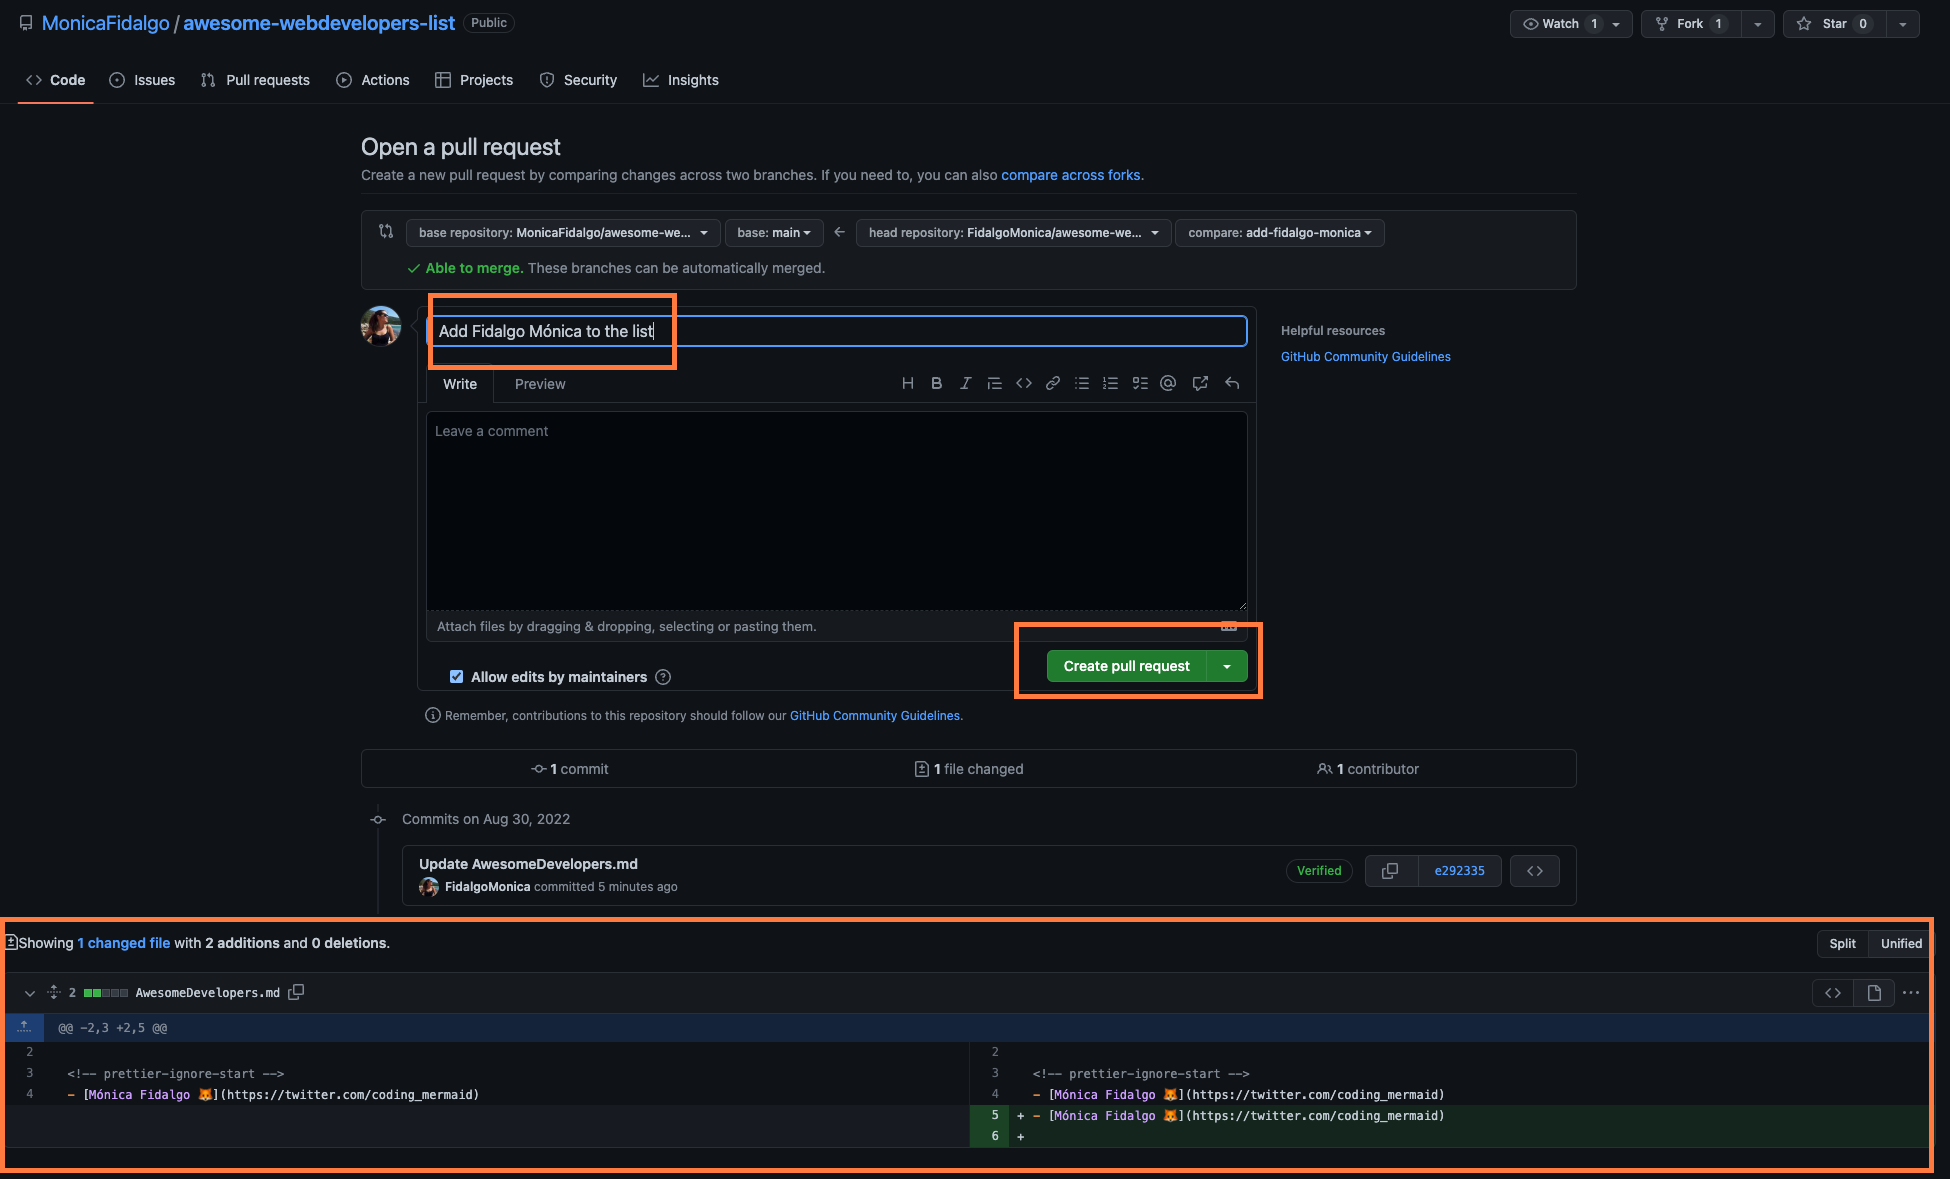 MonicaFidalgo / awesome-webdevelopers-list Public
Watch 1 Fork 1 Star 0
Code Issues Pull requests Actions Projects Security Insights
Open a pull request
Create a new pull request by comparing changes across two branches. If you need to, you can also compare across forks.
base repository: MonicaFidalgo/awesome-we... base: main ← head repository: FidalgoMonica/awesome-we... compare: add-fidalgo-monica
Able to merge. These branches can be automatically merged.
Add Fidalgo Mónica to the list
Helpful resources
GitHub Community Guidelines
Write Preview
Leave a comment
Attach files by dragging & dropping, selecting or pasting them.
Allow edits by maintainers
Create pull request
Remember, contributions to this repository should follow our GitHub Community Guidelines.
1 commit 1 file changed 1 contributor
Commits on Aug 30, 2022
Update AwesomeDevelopers.md
FidalgoMonica committed 5 minutes ago
Verified e292335
Showing 1 changed file with 2 additions and 0 deletions.
Split Unified
2 AwesomeDevelopers.md
@@ -2,3 +2,5 @@
2 2
3 <!-- prettier-ignore-start --> 3 <!-- prettier-ignore-start -->
4 - [Mónica Fidalgo 🦊](https://twitter.com/coding_mermaid) 4 - [Mónica Fidalgo 🦊](https://twitter.com/coding_mermaid)
5 + - [Mónica Fidalgo 🦊](https://twitter.com/coding_mermaid)
6 +